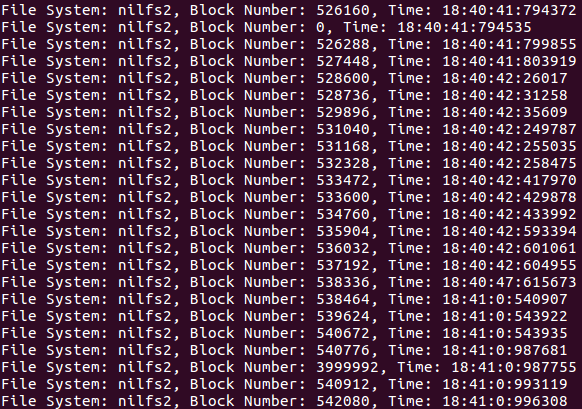 File System: nilfs2, Block Number: 526160, Time: 18:40:41:794372
File System: nilfs2, Block Number: 0, Time: 18:40:41:794535
File System: nilfs2, Block Number: 526288, Time: 18:40:41:799855
File System: nilfs2, Block Number: 527448, Time: 18:40:41:803919
File System: nilfs2, Block Number: 528600, Time: 18:40:42:26017
File System: nilfs2, Block Number: 528736, Time: 18:40:42:31258
File System: nilfs2, Block Number: 529896, Time: 18:40:42:35609
File System: nilfs2, Block Number: 531040, Time: 18:40:42:249787
File System: nilfs2, Block Number: 531168, Time: 18:40:42:255035
File System: nilfs2, Block Number: 532328, Time: 18:40:42:258475
File System: nilfs2, Block Number: 533472, Time: 18:40:42:417970
File System: nilfs2, Block Number: 533600, Time: 18:40:42:429878
File System: nilfs2, Block Number: 534760, Time: 18:40:42:433992
File System: nilfs2, Block Number: 535904, Time: 18:40:42:593394
File System: nilfs2, Block Number: 536032, Time: 18:40:42:601061
File System: nilfs2, Block Number: 537192, Time: 18:40:42:604955
File System: nilfs2, Block Number: 538336, Time: 18:40:47:615673
File System: nilfs2, Block Number: 538464, Time: 18:41:0:540907
File System: nilfs2, Block Number: 539624, Time: 18:41:0:543922
File System: nilfs2, Block Number: 540672, Time: 18:41:0:543935
File System: nilfs2, Block Number: 540776, Time: 18:41:0:987681
File System: nilfs2, Block Number: 3999992, Time: 18:41:0:987755
File System: nilfs2, Block Number: 540912, Time: 18:41:0:993119
File System: nilfs2, Block Number: 542080, Time: 18:41:0:996308